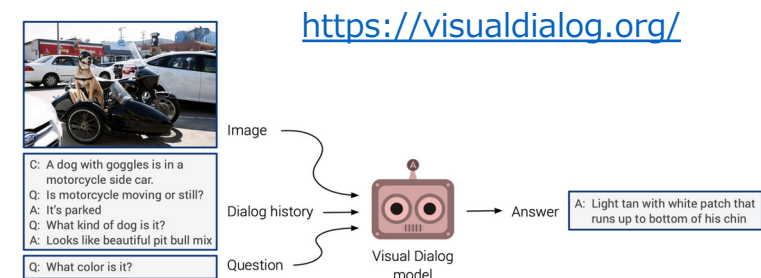 https://visualdialog.org/
Image
C: A dog with goggles is in a
motorcycle side car.
Q: Is motorcycle moving or still?
A: It's parked
Q: What kind of dog is it?
A: Looks like beautiful pit bull mix
Dialog history
Q: What color is it?
Question
A
Visual Dialog
model
Answer
A: Light tan with white patch that
runs up to bottom of his chin